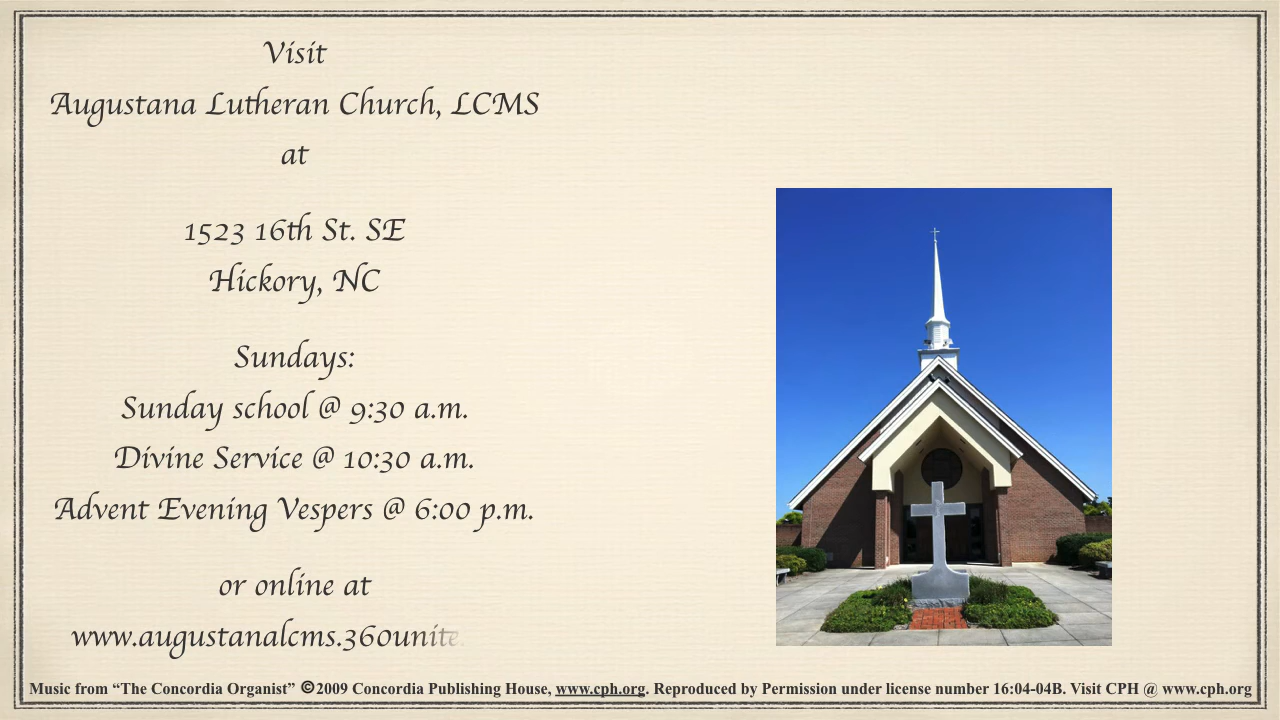 Visit
Augustana Lutheran Church, LCMS
at
1523 16th St. SE
Hickory, NC
Sundays:
Sunday school @ 9:30 a.m.
Divine Service @ 10:30 a.m.
Advent Evening Vespers @ 6:00 p.m.
or online at
www.augustanalcms.360unite.
Music from “The Concordia Organist” ©2009 Concordia Publishing House, www.cph.org. Reproduced by Permission under license number 16:04-04B. Visit CPH @ www.cph.org